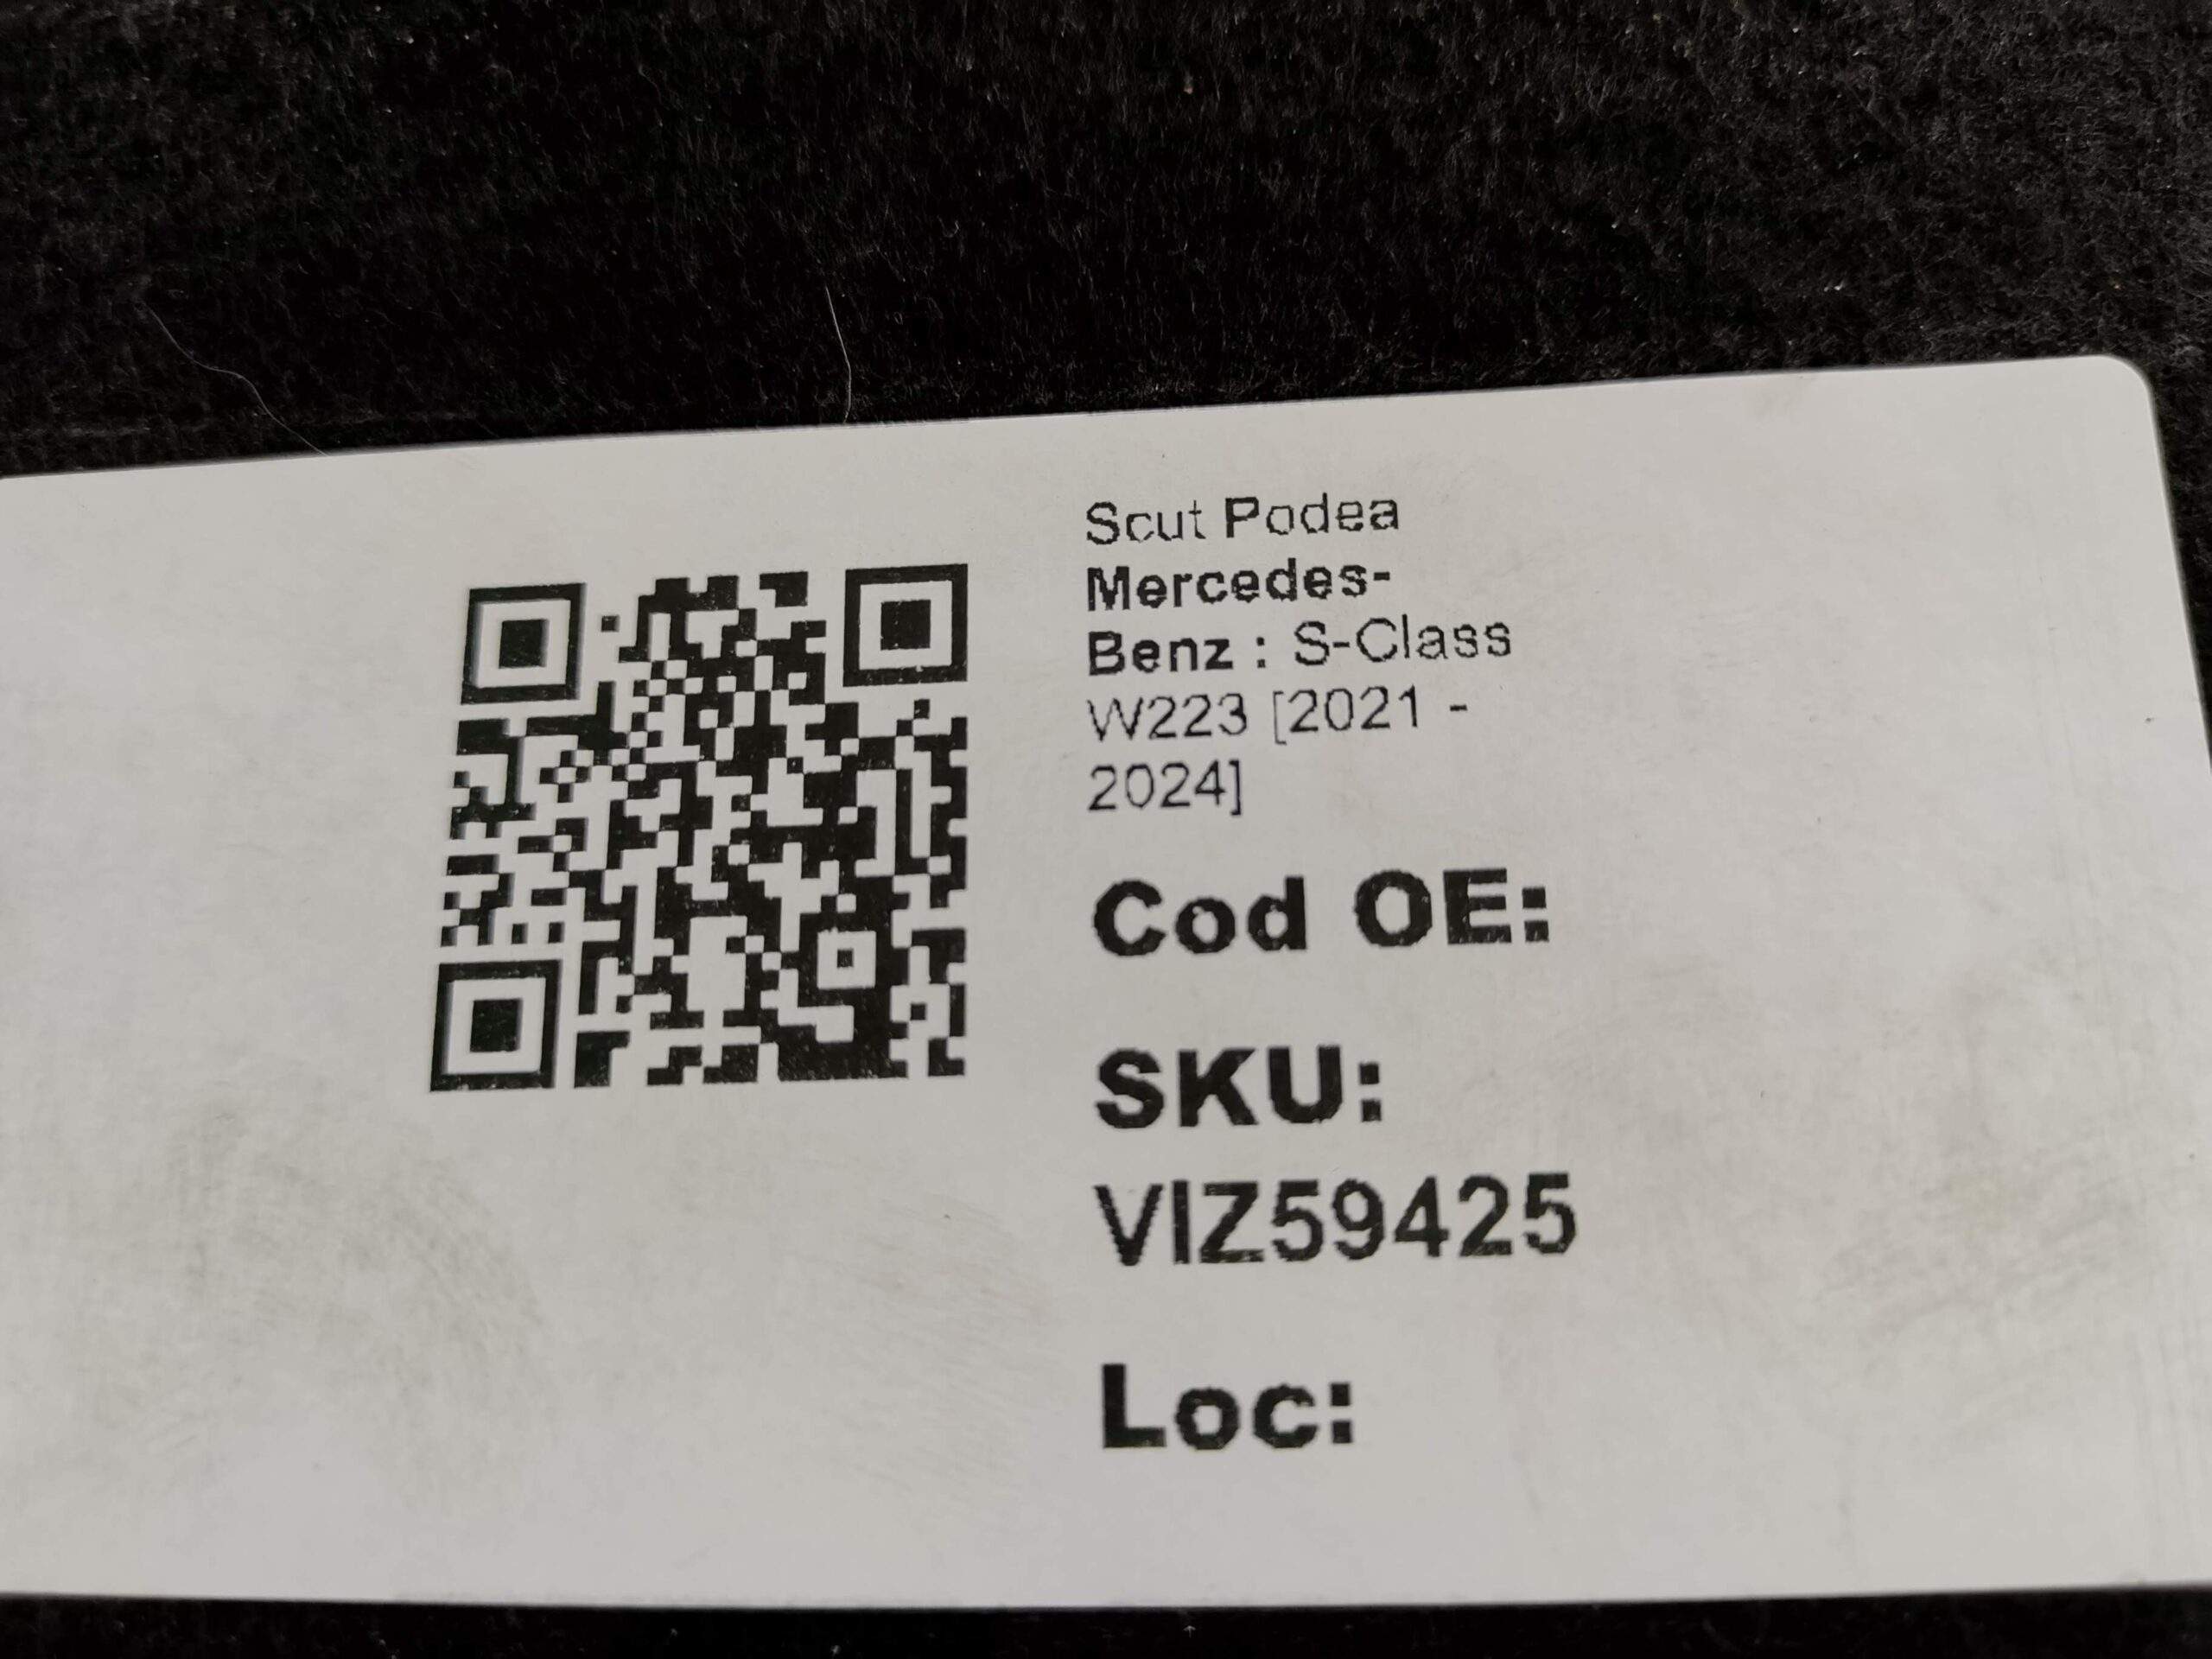 Scut Podea
Mercedes-
Benz : S-Class
W223 [2021 -
2024]
Cod OE:
SKU:
VIZ59425
Loc: